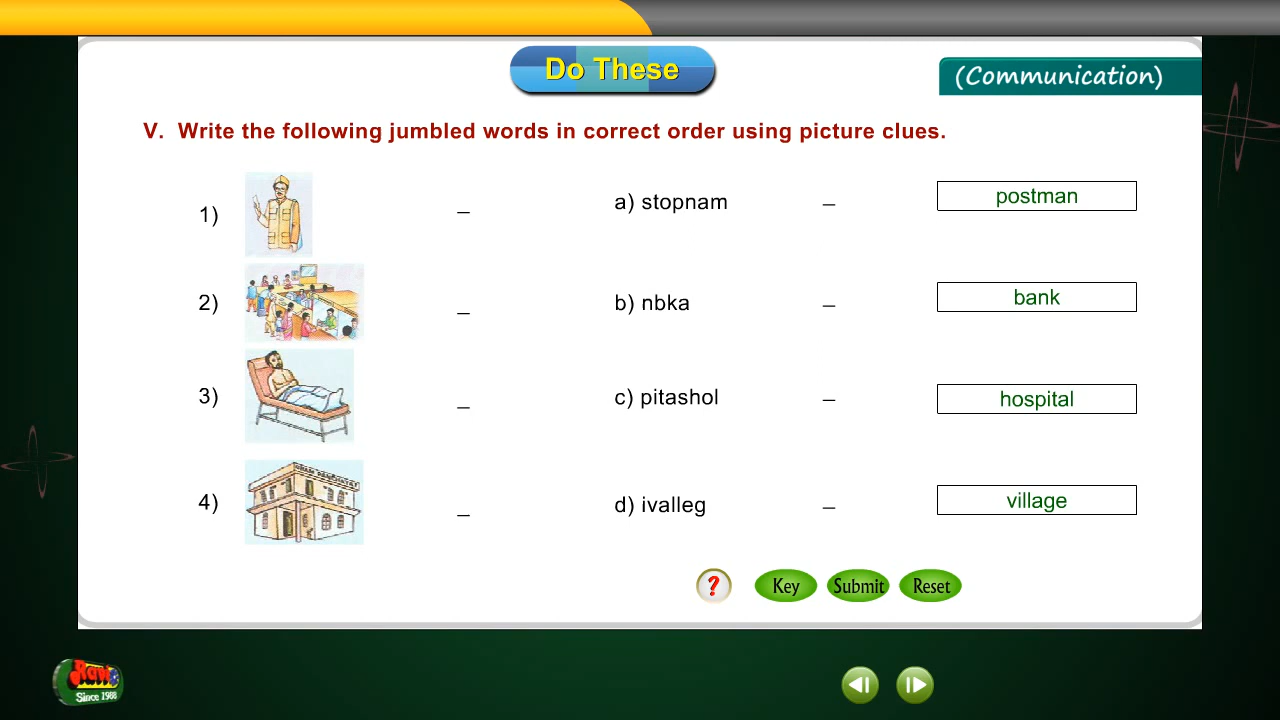 Do These
(Communication)
V. Write the following jumbled words in correct order using picture clues.
1) – a) stopnam – postman
2) – b) nbka – bank
3) – c) pitashol – hospital
4) – d) ivalleg – village
? Key Submit Reset
Since 1988